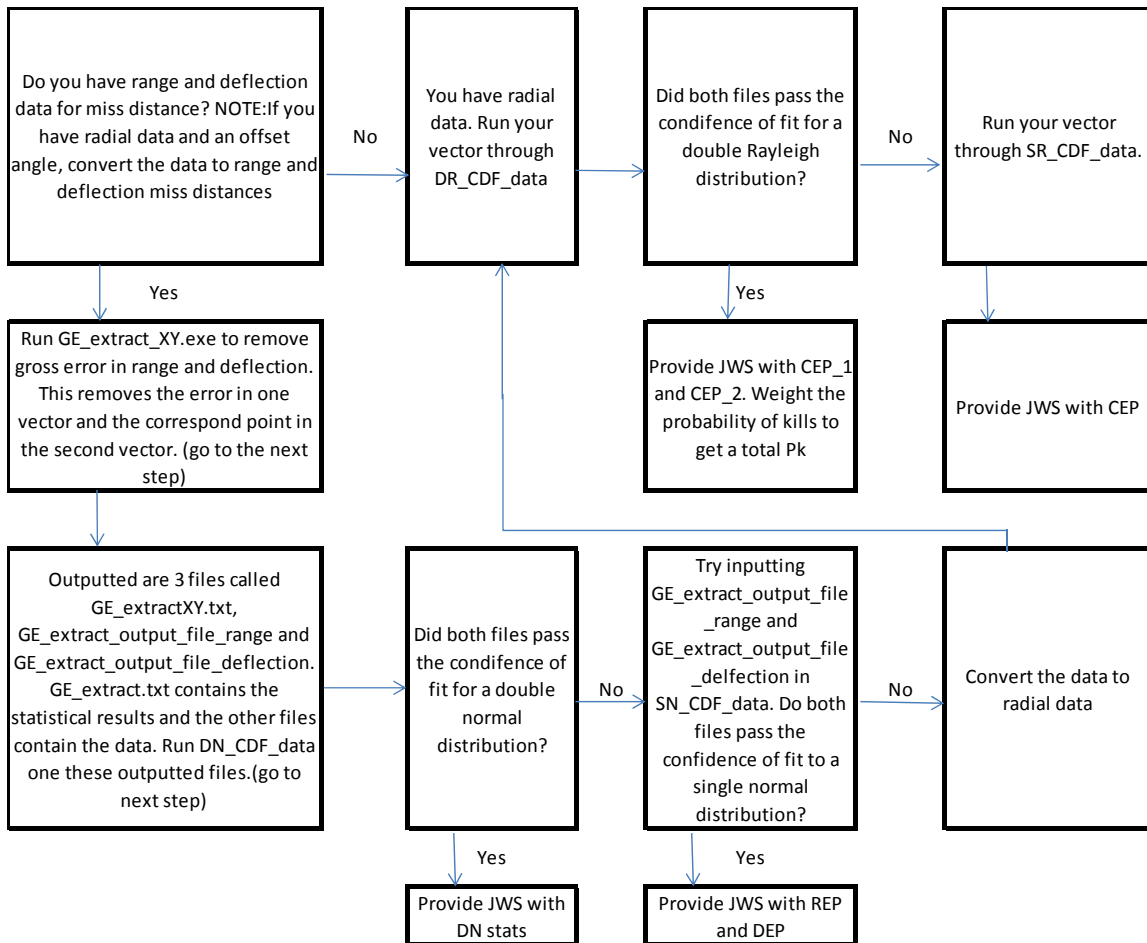 Do you have range and deflection
data for miss distance? NOTE:If you
have radial data and an offset
angle, convert the data to range and
deflection miss distances
No
You have radial
data. Run your
vector through
DR_CDF_data
Did both files pass the
condifence of fit for a
double Rayleigh
distribution?
No
Run your vector
through SR_CDF_data.
Yes
Yes
Run GE_extract_XY.exe to remove
gross error in range and deflection.
This removes the error in one
vector and the correspond point in
the second vector. (go to the next
step)
Provide JWS with CEP_1
and CEP_2. Weight the
probability of kills to
get a total Pk
Provide JWS with CEP
Outputted are 3 files called
GE_extractXY.txt,
GE_extract_output_file_range and
GE_extract_output_file_deflection.
GE_extract.txt contains the
statistical results and the other files
contain the data. Run DN_CDF_data
one these outputted files.(go to
next step)
Did both files pass
the condifence of
fit for a double
normal
distribution?
No
Try inputting
GE_extract_output_file
_range and
GE_extract_output_file
_delfection in
SN_CDF_data. Do both
files pass the
confidence of fit to a
single normal
distribution?
No
Convert the data to
radial data
Yes
Yes
Provide JWS with
DN stats
Provide JWS with REP
and DEP